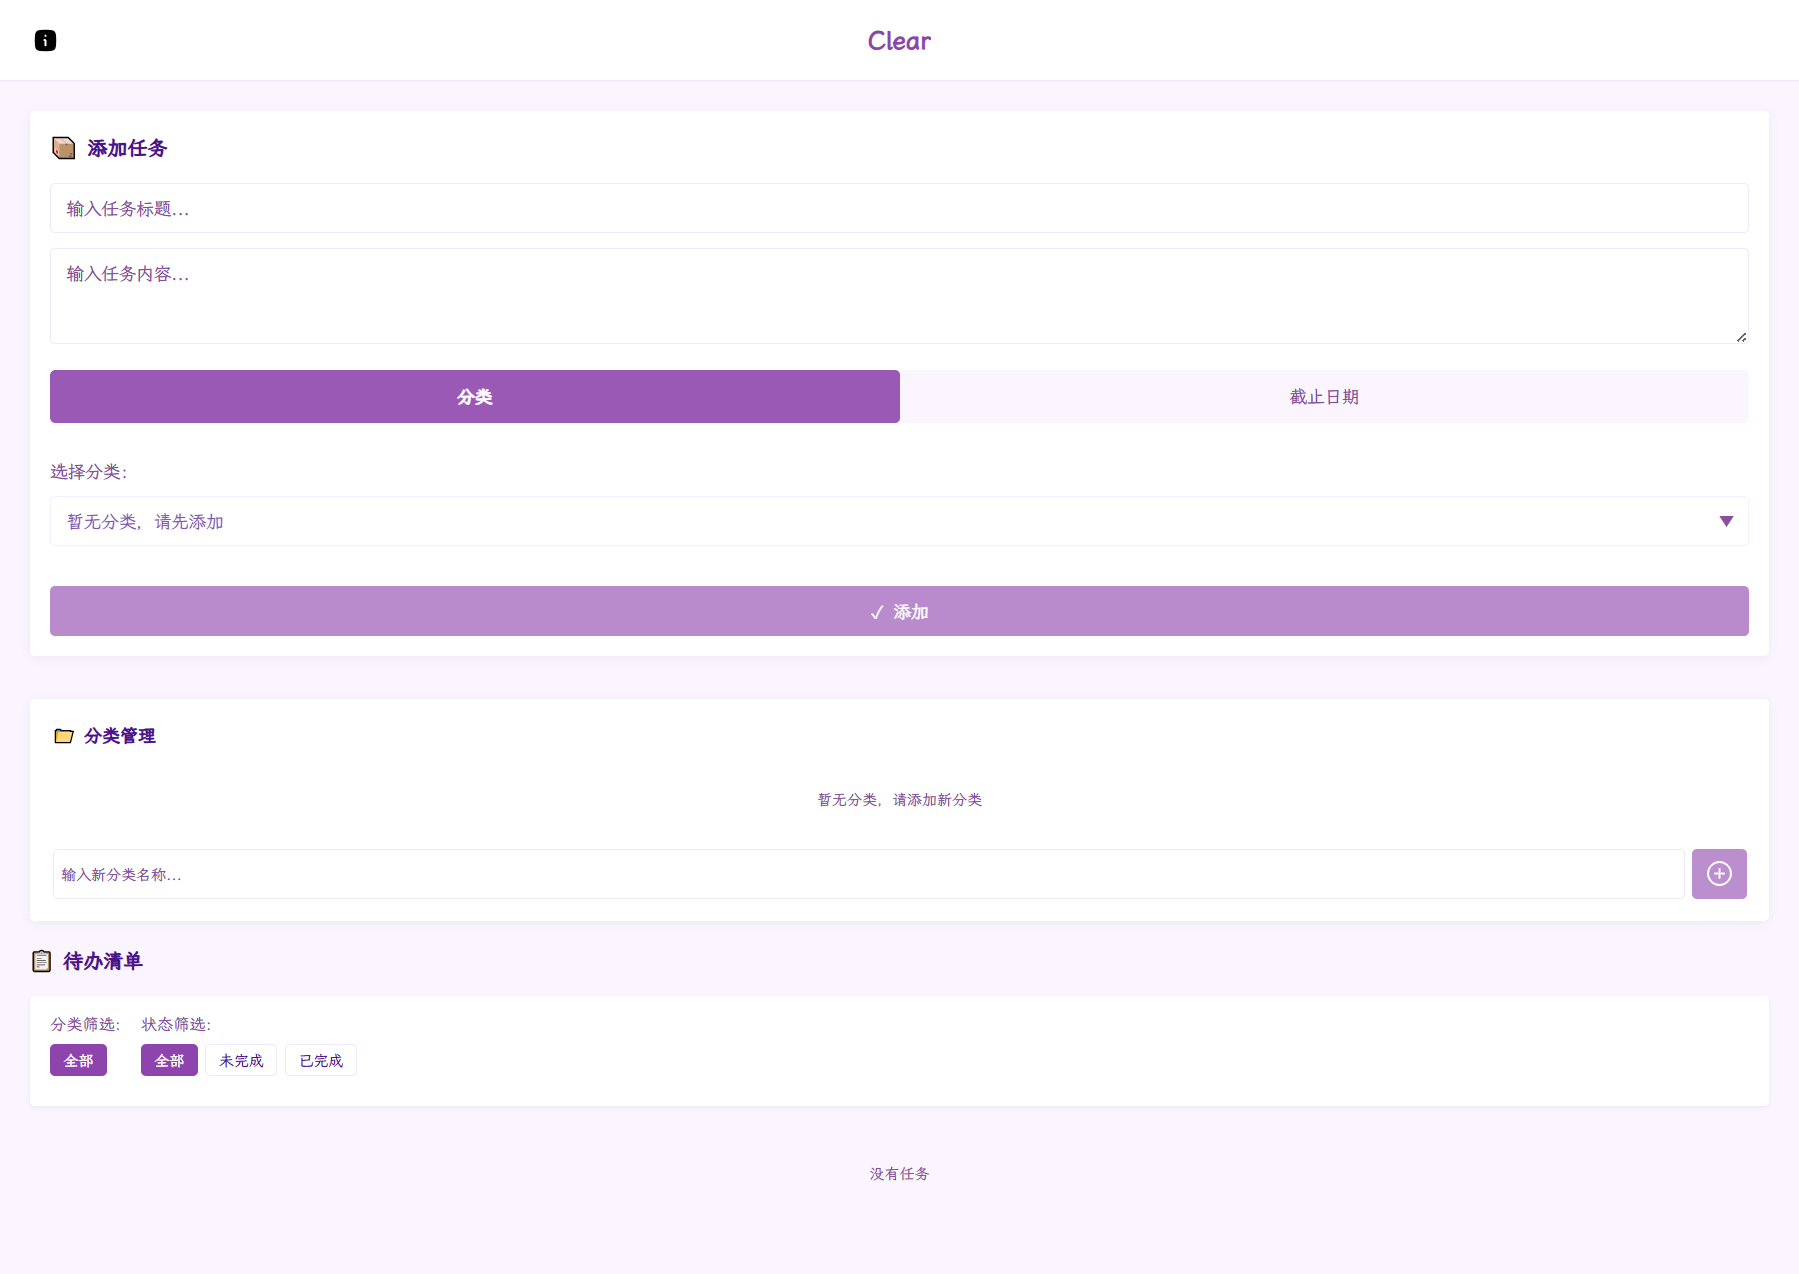 Clear
添加任务
输入任务标题...
输入任务内容...
分类
截止日期
选择分类：
暂无分类，请先添加
✓ 添加
分类管理
暂无分类，请添加新分类
输入新分类名称...
待办清单
分类筛选： 状态筛选：
全部 全部 未完成 已完成
没有任务